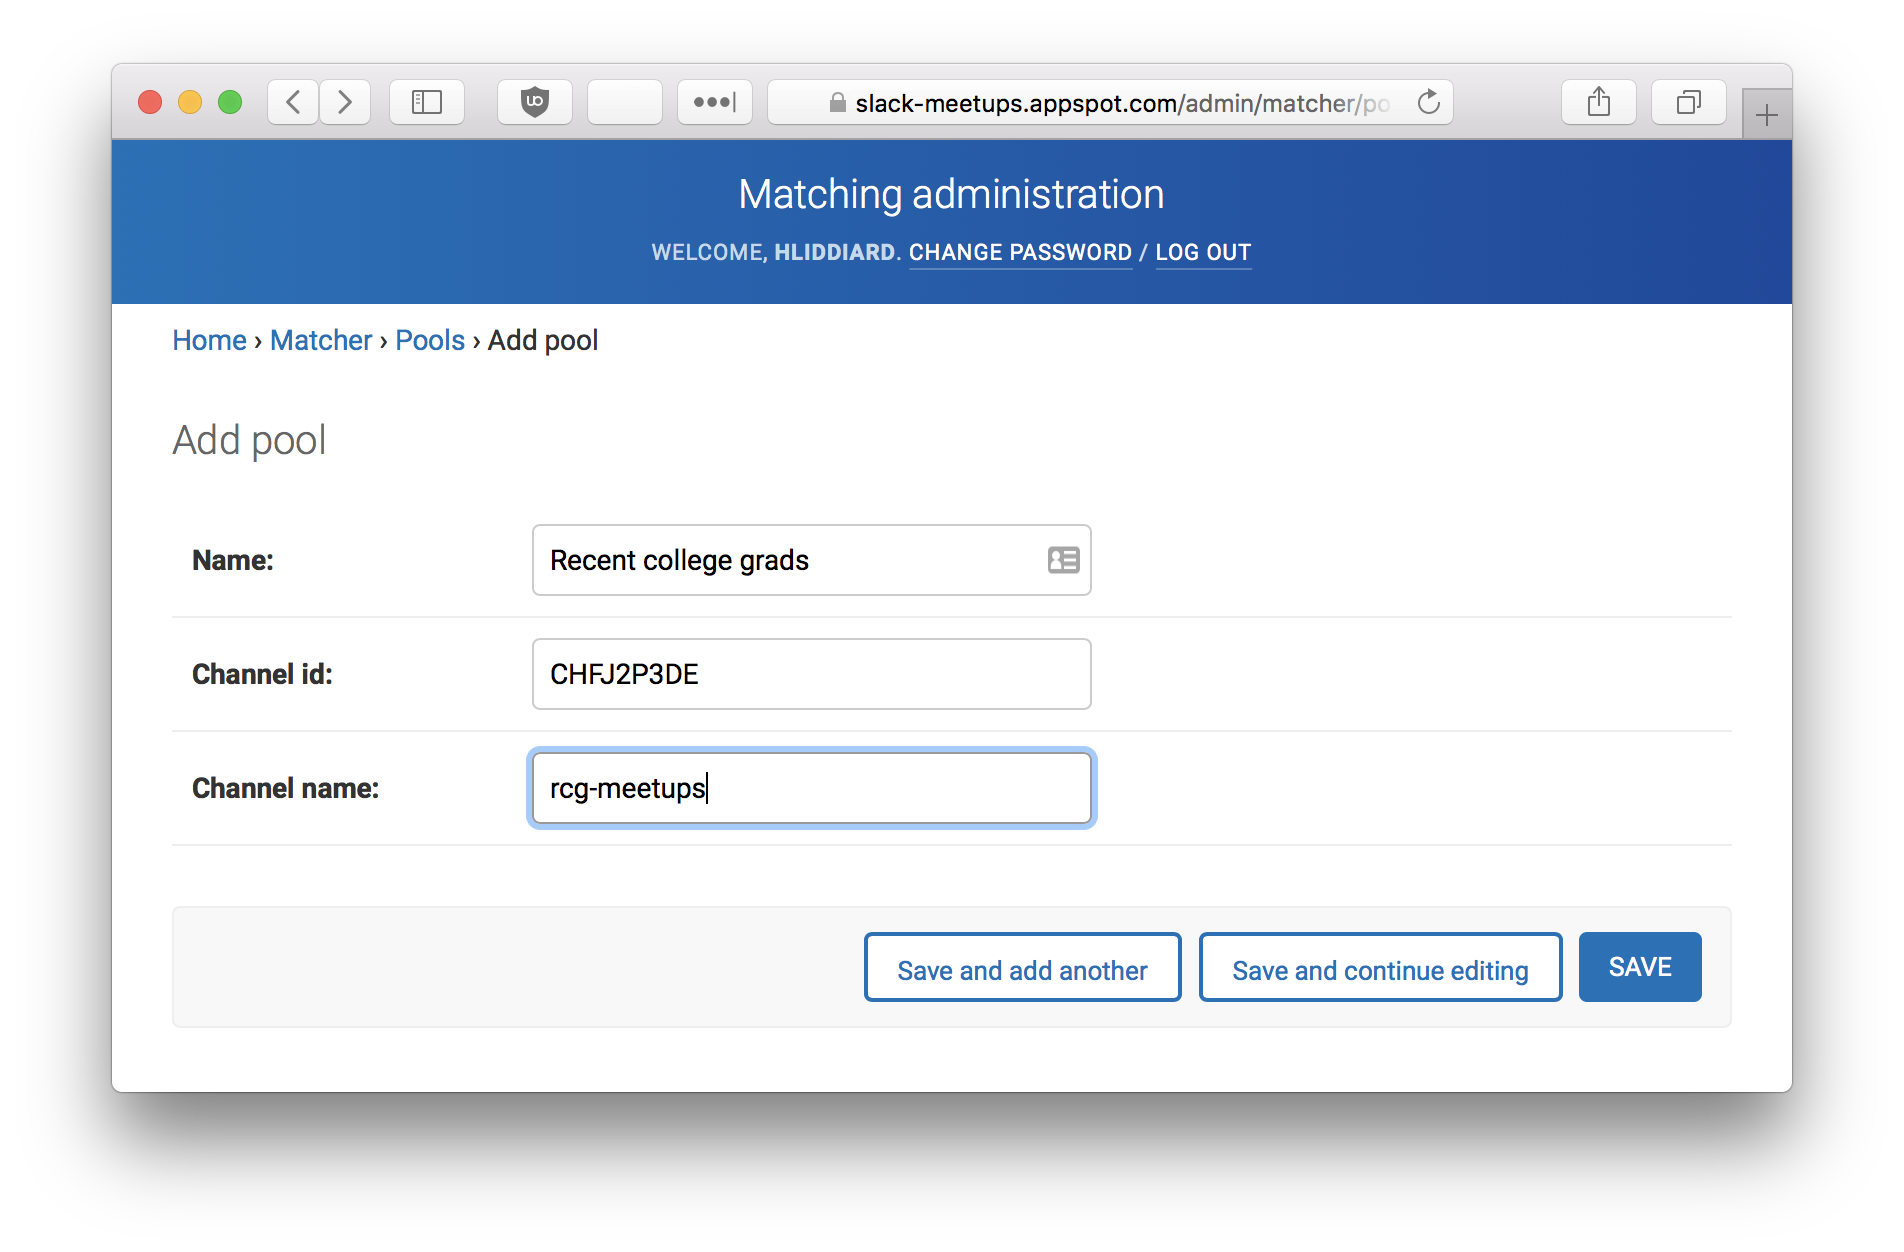 slack-meetups.appspot.com/admin/matcher/po
Matching administration
WELCOME, HLIDDIARD. CHANGE PASSWORD / LOG OUT
Home › Matcher › Pools › Add pool
Add pool
Name: Recent college grads
Channel id: CHFJ2P3DE
Channel name: rcg-meetups
Save and add another Save and continue editing SAVE